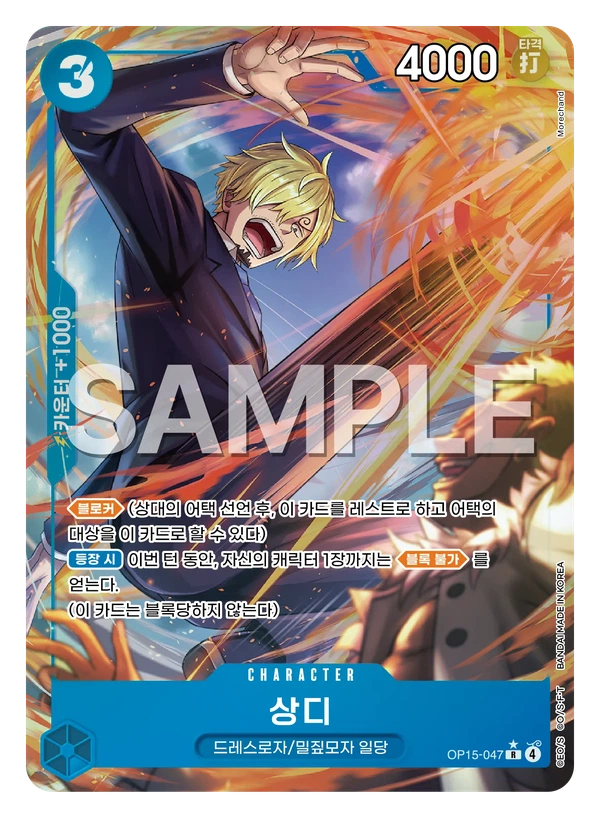 3
4000
타격
打
Morechand
카운터 +1000
SAMPLE
블로커 (상대의 어택 선언 후, 이 카드를 레스트로 하고 어택의
대상을 이 카드로 할 수 있다)
등장 시 이번 턴 동안, 자신의 캐릭터 1장까지는 블록 불가 를
얻는다.
(이 카드는 블록당하지 않는다)
CHARACTER
상디
드레스로자/밀짚모자 일당
OP15-047 R 4
©EO/S ©O/S·F·T BANDAI MADE IN KOREA